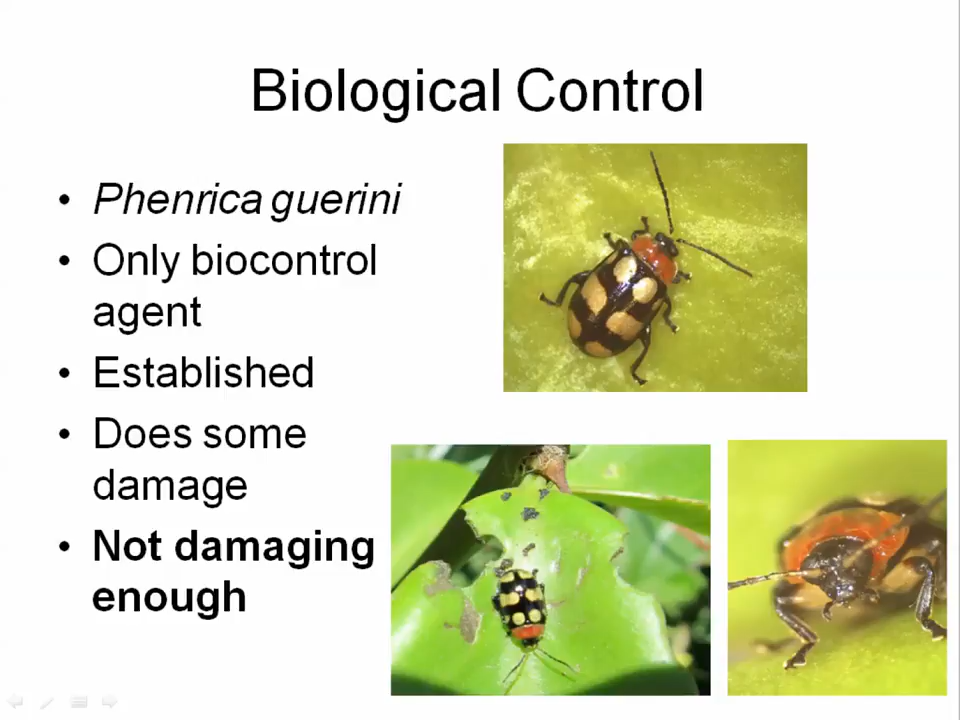 Biological Control
• Phenrica guerini
• Only biocontrol
agent
• Established
• Does some
damage
• Not damaging
enough